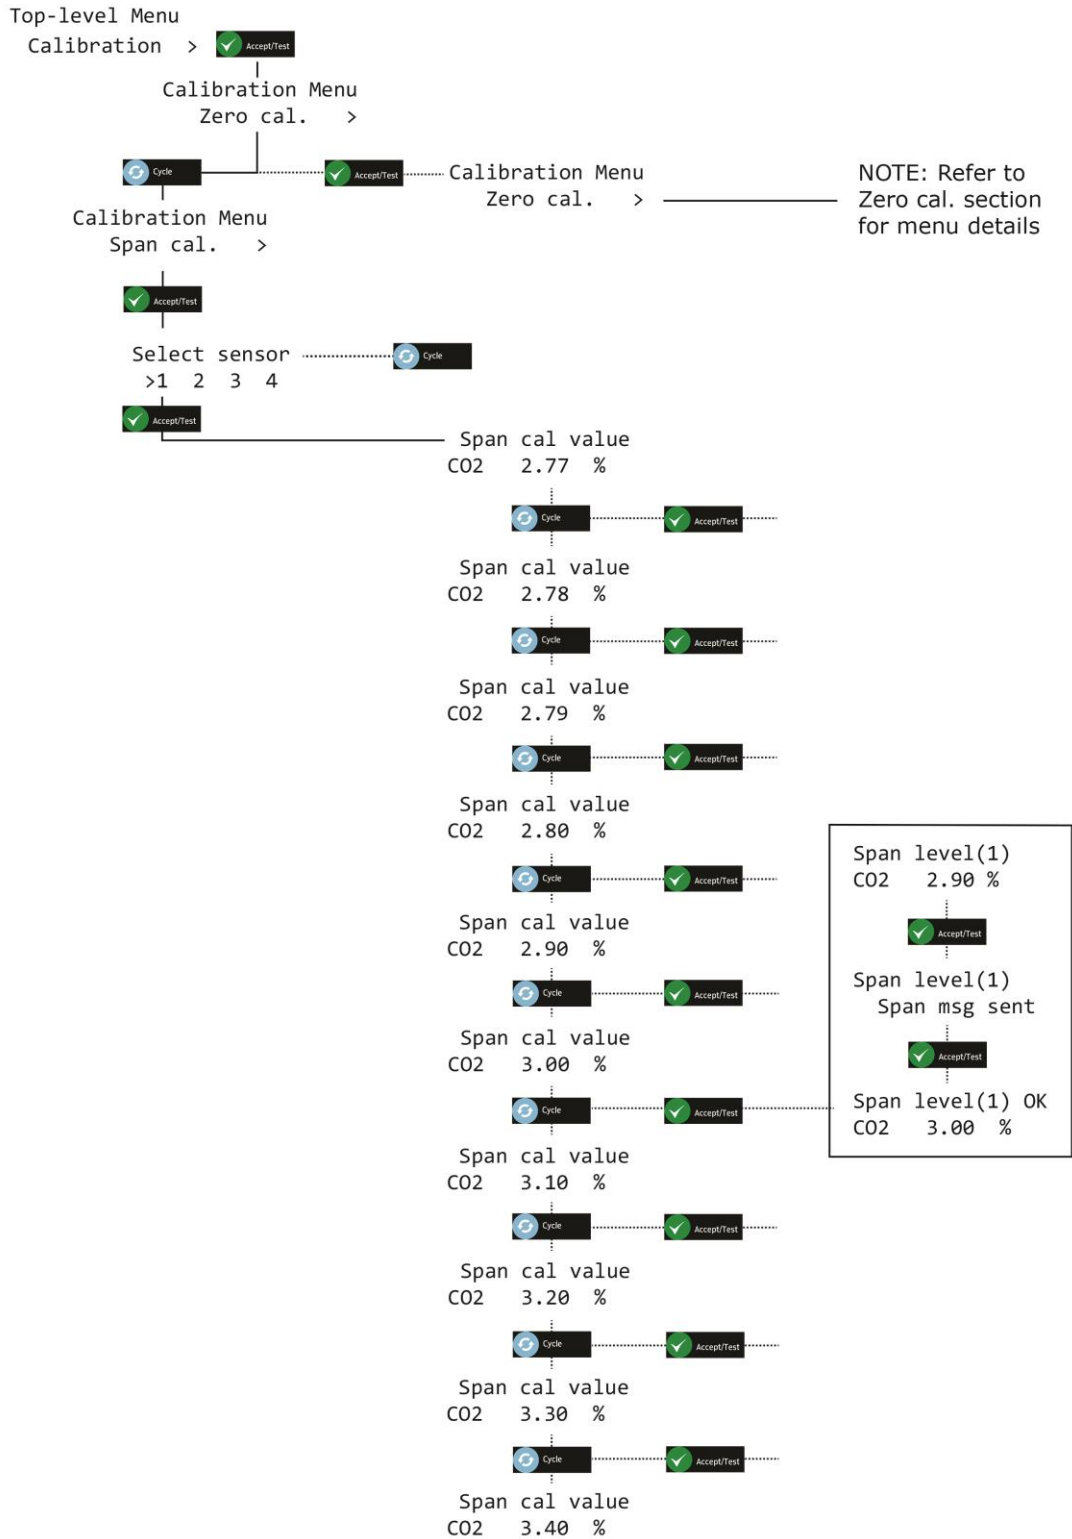 Top-level Menu
Calibration >
Accept/Test
Calibration Menu
Zero cal. >
Cycle
Accept/Test
Calibration Menu
Zero cal. >
NOTE: Refer to
Zero cal. section
for menu details
Calibration Menu
Span cal. >
Accept/Test
Select sensor
>1 2 3 4
Cycle
Accept/Test
Span cal value
CO2 2.77 %
Cycle
Accept/Test
Span cal value
CO2 2.78 %
Cycle
Accept/Test
Span cal value
CO2 2.79 %
Cycle
Accept/Test
Span cal value
CO2 2.80 %
Cycle
Accept/Test
Span cal value
CO2 2.90 %
Cycle
Accept/Test
Span cal value
CO2 3.00 %
Cycle
Accept/Test
Span level(1)
CO2 2.90 %
Accept/Test
Span level(1)
Span msg sent
Accept/Test
Span level(1) OK
CO2 3.00 %
Span cal value
CO2 3.10 %
Cycle
Accept/Test
Span cal value
CO2 3.20 %
Cycle
Accept/Test
Span cal value
CO2 3.30 %
Cycle
Accept/Test
Span cal value
CO2 3.40 %